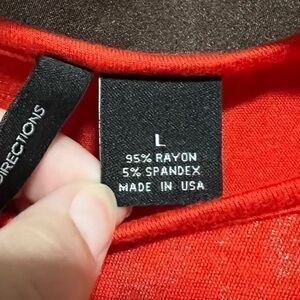 DIRECTIONS
L
95% RAYON
5% SPANDEX
MADE IN USA